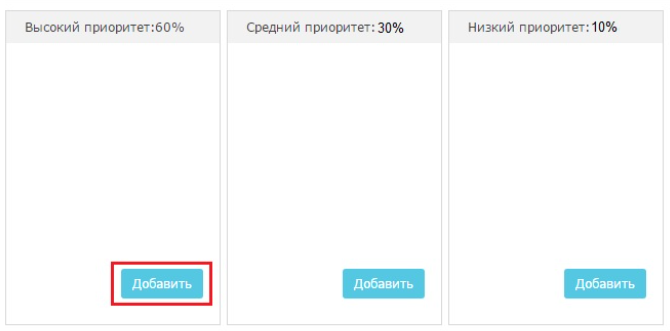 Высокий приоритет:60%
Средний приоритет: 30%
Низкий приоритет: 10%
Добавить
Добавить
Добавить